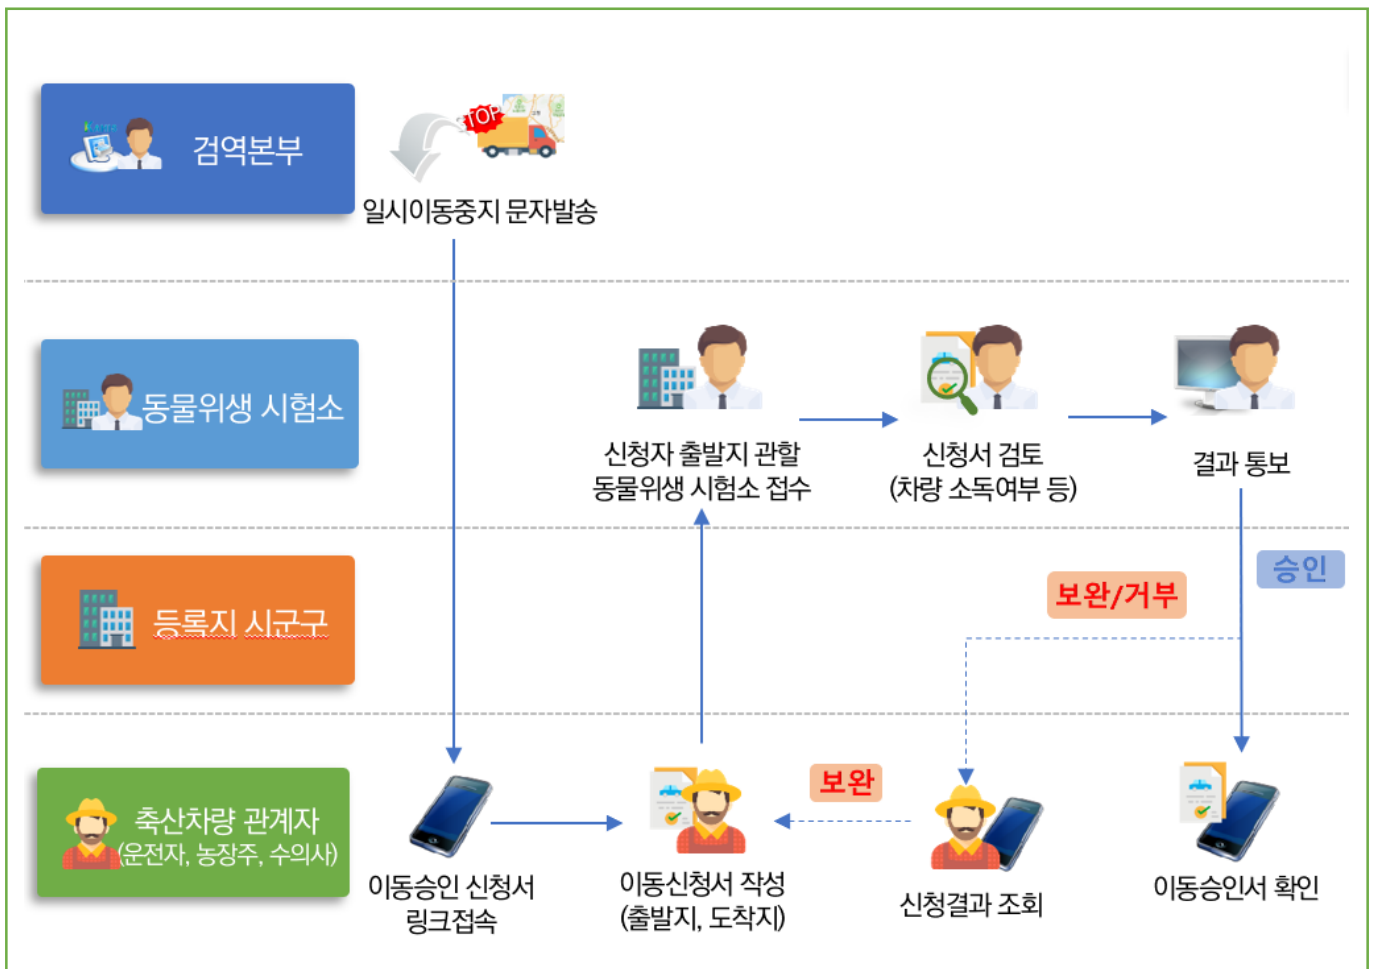 검역본부
STOP
일시이동중지 문자발송
동물위생 시험소
신청자 출발지 관할
동물위생 시험소 접수
신청서 검토
(차량 소독여부 등)
결과 통보
등록지 시군구
보완/거부
승인
축산차량 관계자
(운전자, 농장주, 수의사)
이동승인 신청서
링크접속
이동신청서 작성
(출발지, 도착지)
보완
신청결과 조회
이동승인서 확인